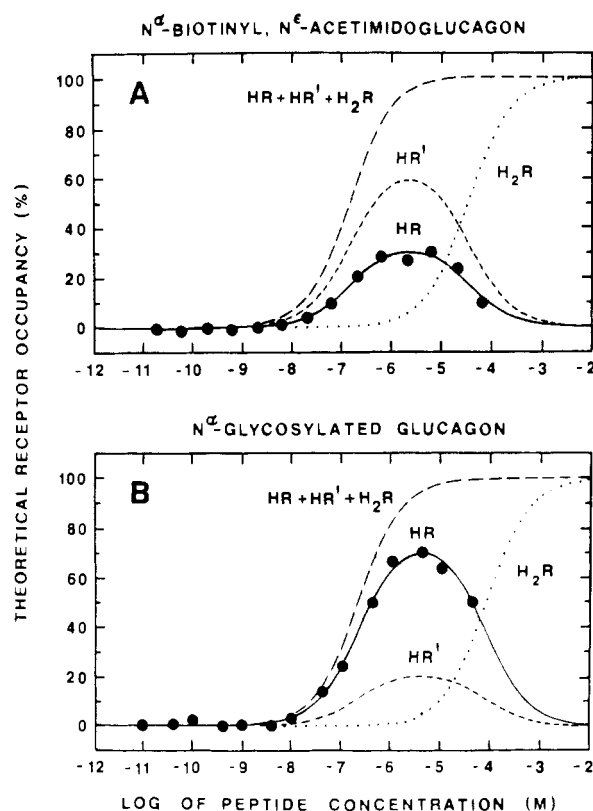 Nᵅ-BIOTINYL, Nᵋ-ACETIMIDOGLUCAGON
A
HR + HR' + H₂R
HR'
HR
H₂R
100
80
60
40
20
0
-12 -11 -10 -9 -8 -7 -6 -5 -4 -3 -2
THEORETICAL RECEPTOR OCCUPANCY (%)
Nᵅ-GLYCOSYLATED GLUCAGON
B
HR + HR' + H₂R
HR
H₂R
HR'
100
80
60
40
20
0
-12 -11 -10 -9 -8 -7 -6 -5 -4 -3 -2
LOG OF PEPTIDE CONCENTRATION (M)